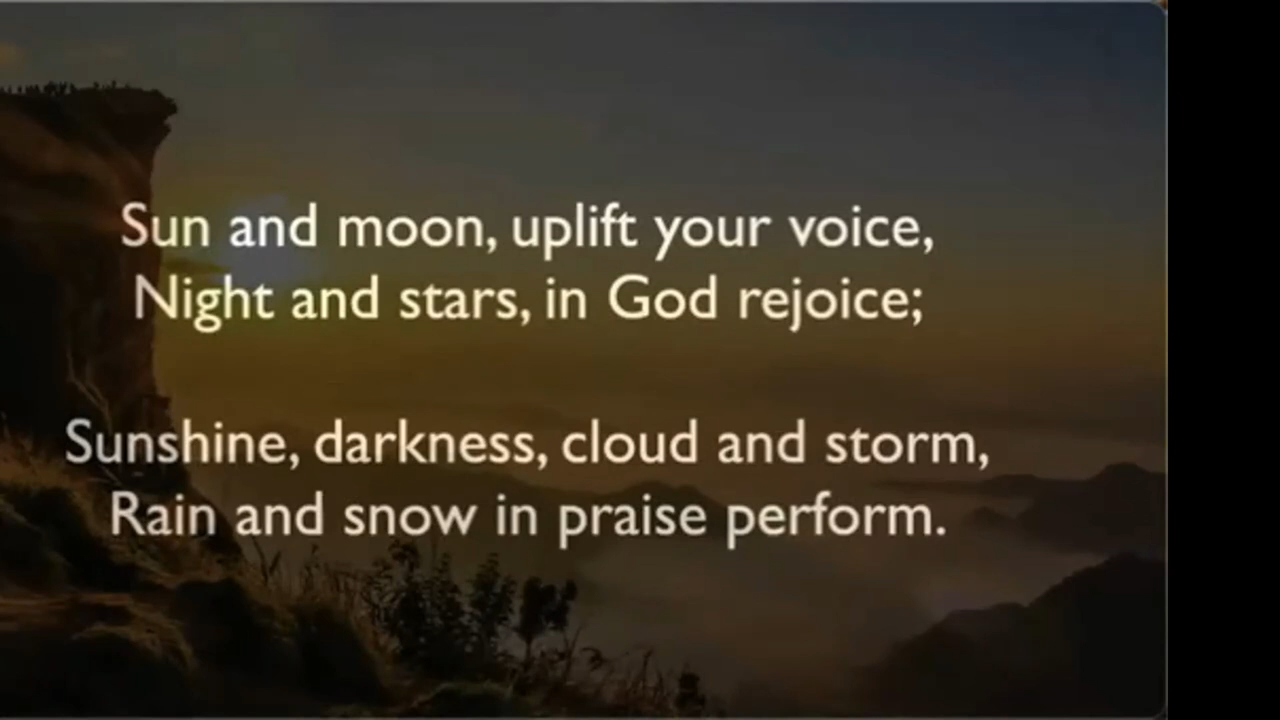 Sun and moon, uplift your voice,
Night and stars, in God rejoice;
Sunshine, darkness, cloud and storm,
Rain and snow in praise perform.